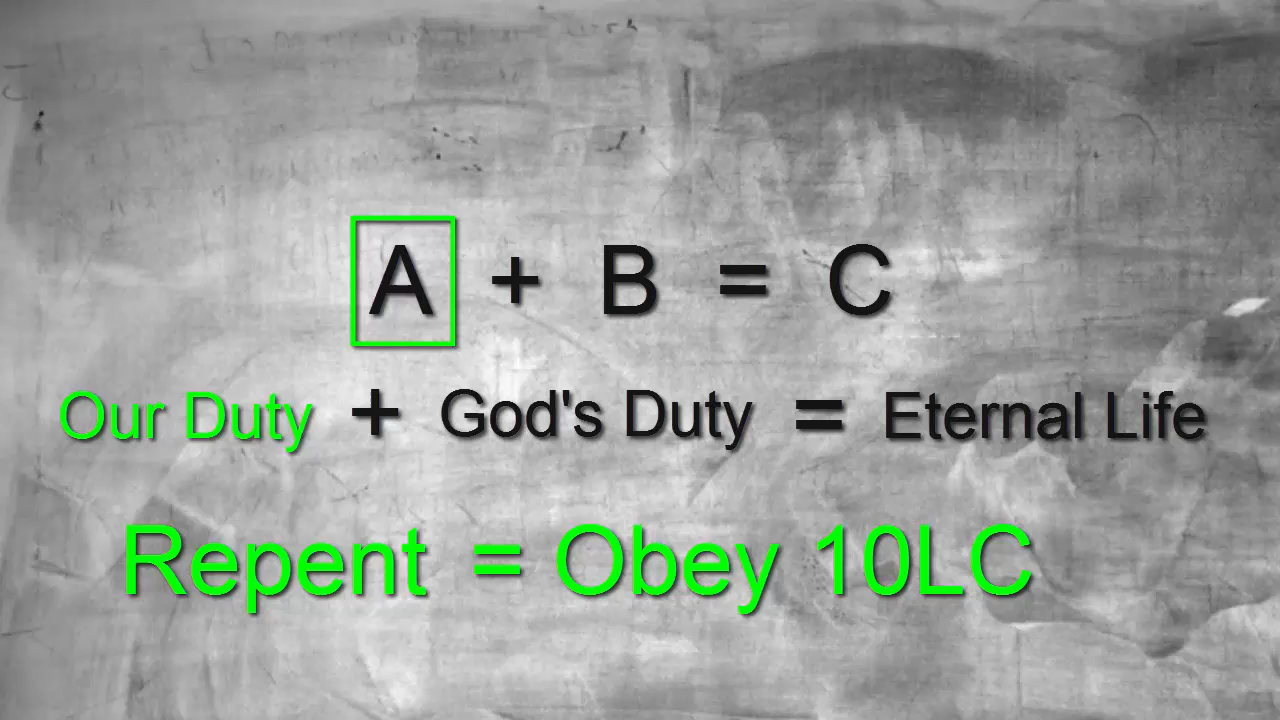 A + B = C
Our Duty + God's Duty = Eternal Life
Repent = Obey 10LC